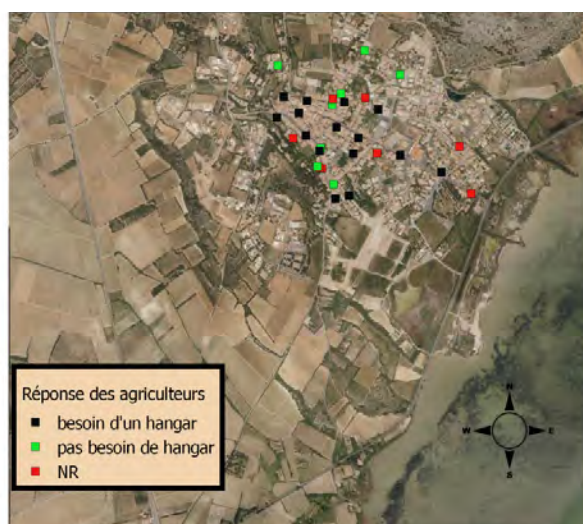 Réponse des agriculteurs
besoin d'un hangar
pas besoin de hangar
NR
N
W
E
S